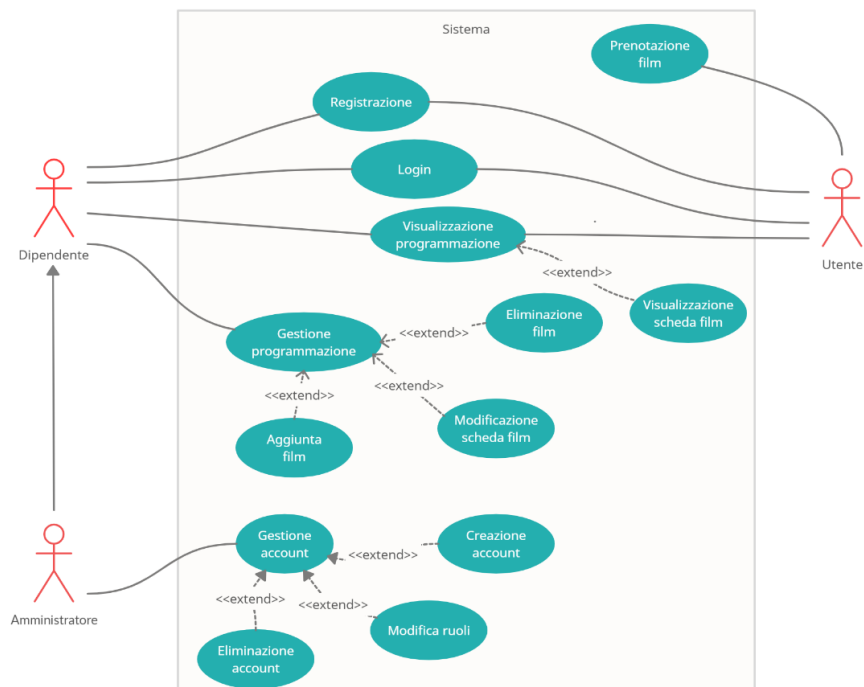 Sistema
Prenotazione
film
Registrazione
Login
Visualizzazione
programmazione
Dipendente
Utente
<<extend>>
Visualizzazione
scheda film
Eliminazione
film
<<extend>>
Gestione
programmazione
<<extend>>
<<extend>>
Modificazione
scheda film
Aggiunta
film
Gestione
account
Creazione
account
<<extend>>
<<extend>>
<<extend>>
Amministratore
Modifica ruoli
Eliminazione
account